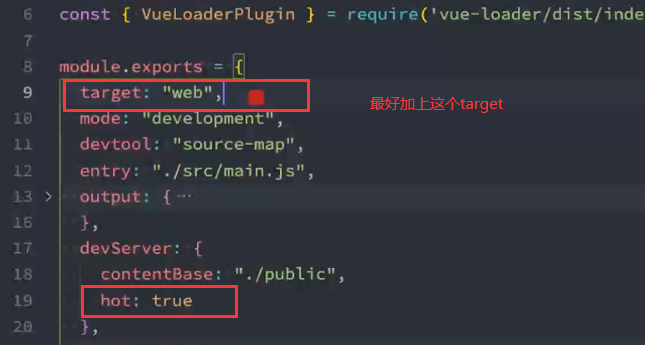 6 const { VueLoaderPlugin } = require('vue-loader/dist/inde
7
8 module.exports = {
9 target: "web", 最好加上这个target
10 mode: "development",
11 devtool: "source-map",
12 entry: "./src/main.js",
13 > output: { ···
16 },
17 devServer: {
18 contentBase: "./public",
19 hot: true
20 },